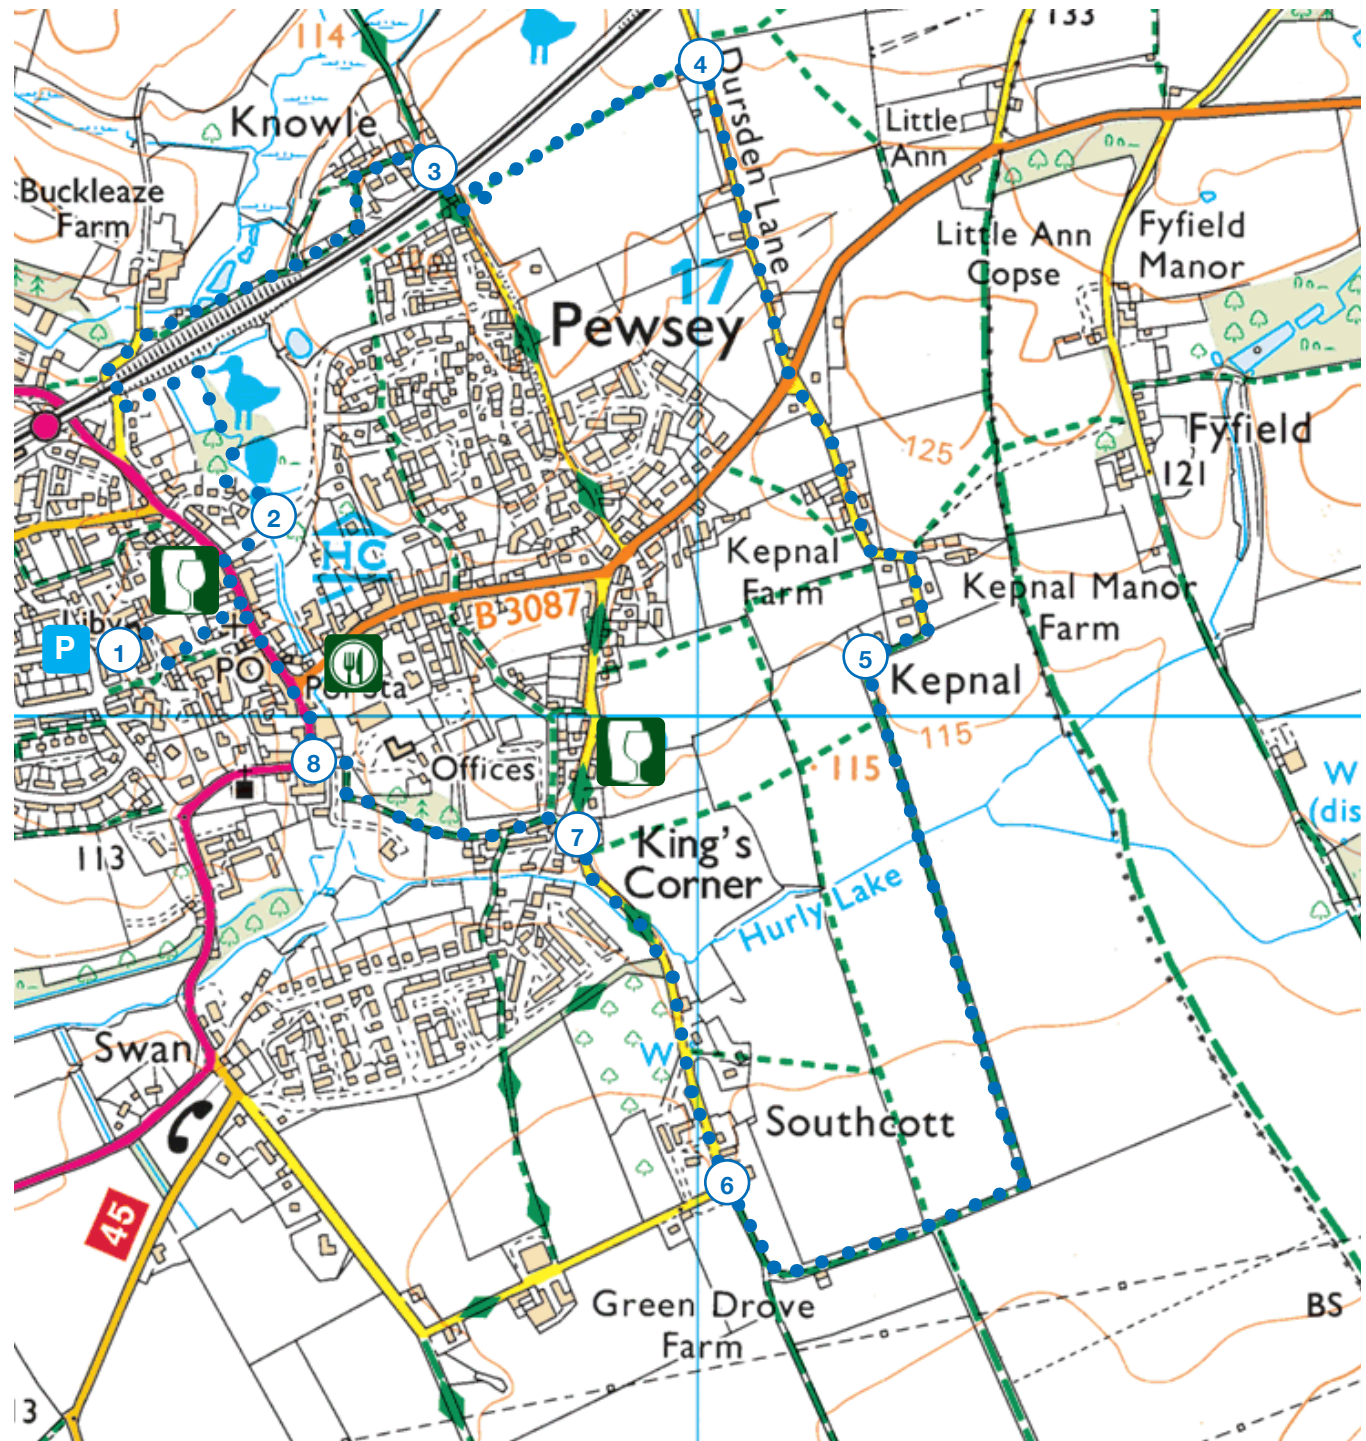 133
114
4
Knowle
Dursden Lane
Little
Ann
3
Buckleaze
Farm
Little Ann
Copse
Fyfield
Manor
17
Pewsey
125
Fyfield
121
2
HC
Kepnal
Farm
B 3087
Kepnal Manor
Farm
P
1
PO
5
Kepnal
115
115
8
Offices
W
(dis
7
King's
Corner
113
Hurly Lake
Swan
W
Southcott
6
45
Green Drove
Farm
BS
13